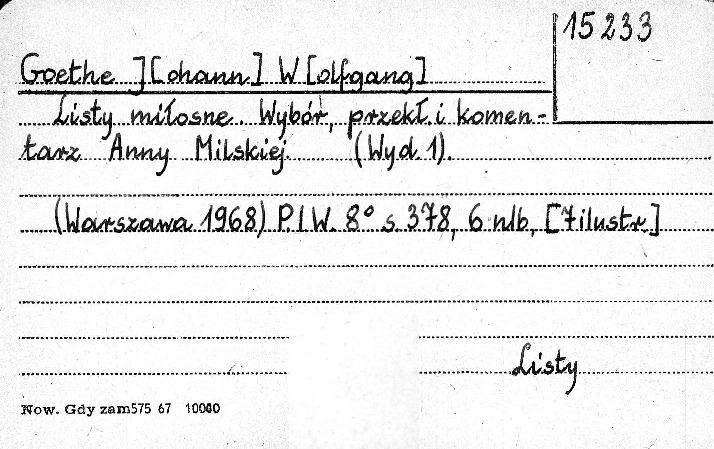 15233
Goethe J[ohann] W[olfgang]
Listy miłosne. Wybór, przekł. i komen-
tarz Anny Milskiej. (Wyd. 1).
(Warszawa 1968) P.I.W. 8° s. 378, 6 nlb, [7 ilustr]
Listy
Now. Gdy zam575 67 10000